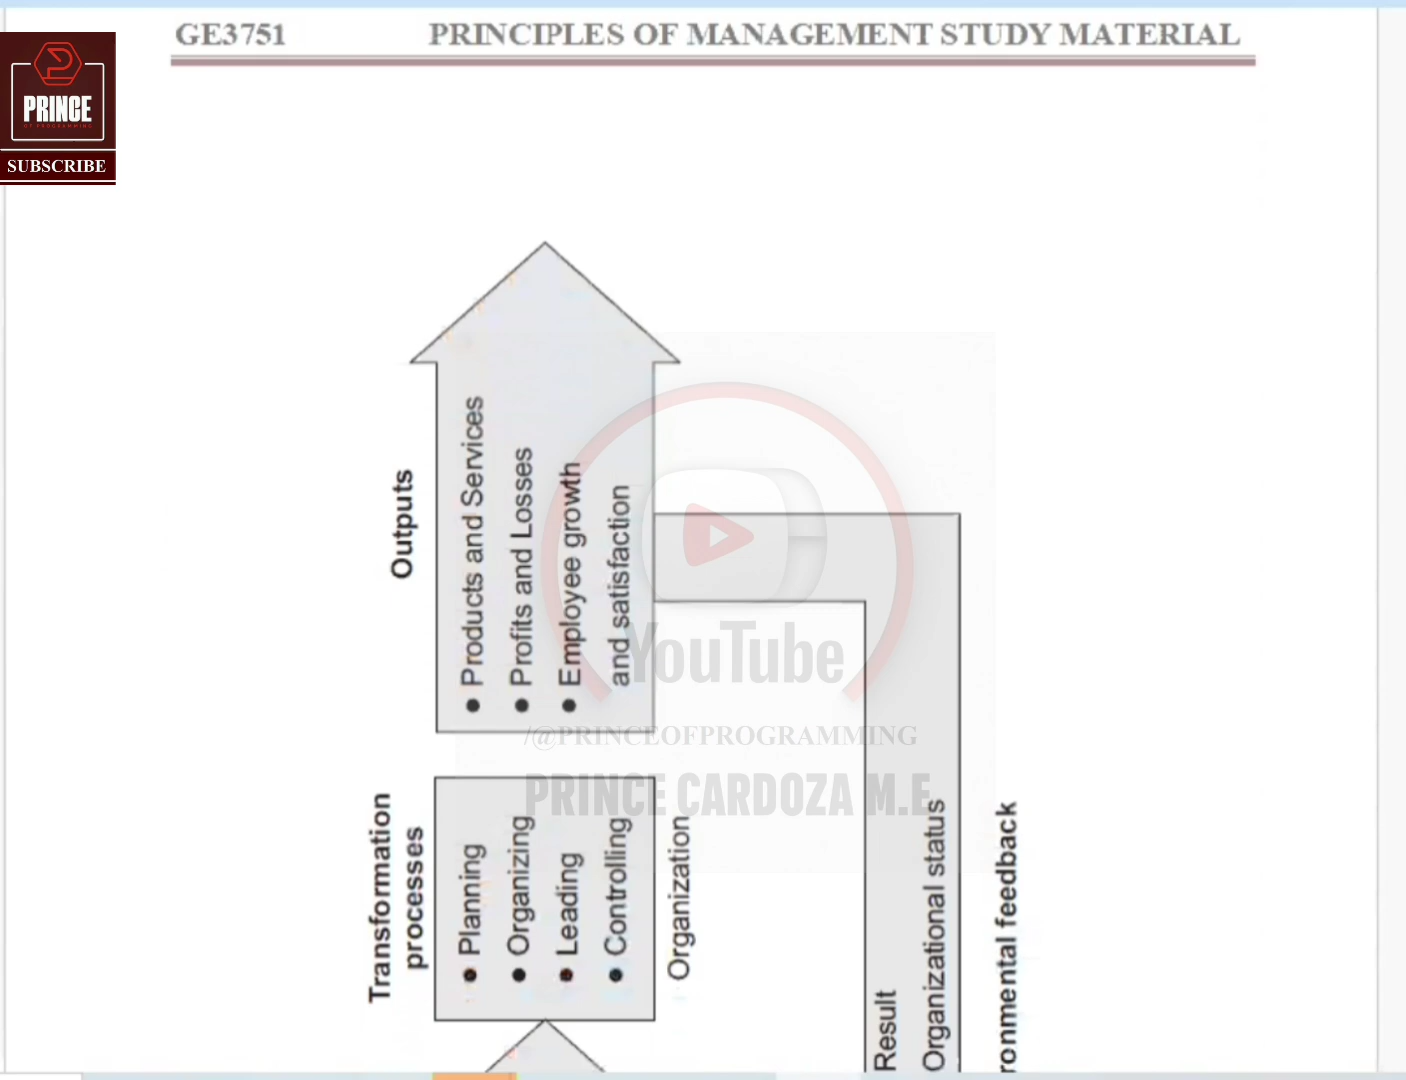 GE3751 PRINCIPLES OF MANAGEMENT STUDY MATERIAL
PRINCE
SUBSCRIBE
Outputs
• Products and Services
• Profits and Losses
• Employee growth
and satisfaction
Transformation
processes
• Planning
• Organizing
• Leading
• Controlling
Organization
Result
Organizational status
ronmental feedback
YouTube
/@PRINCEOFPROGRAMMING
PRINCE CARDOZA M.E